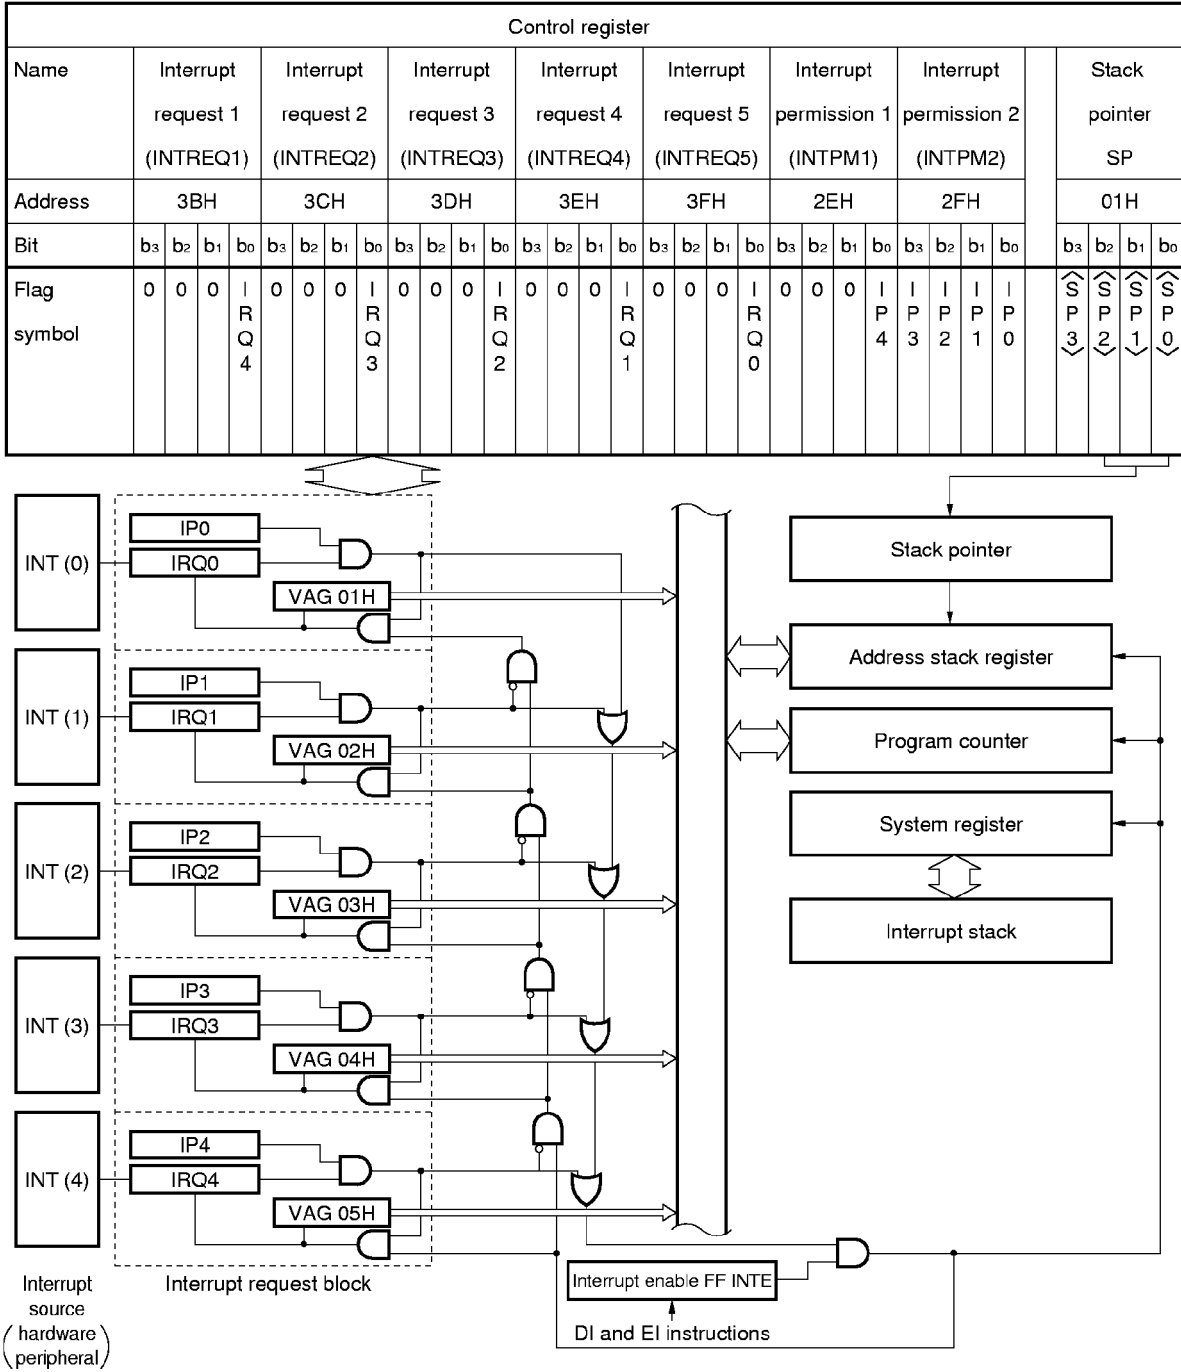 Control register
Name Interrupt Interrupt Interrupt Interrupt Interrupt Interrupt Interrupt Stack
request 1 request 2 request 3 request 4 request 5 permission 1 permission 2 pointer
(INTREQ1) (INTREQ2) (INTREQ3) (INTREQ4) (INTREQ5) (INTPM1) (INTPM2) SP
Address 3BH 3CH 3DH 3EH 3FH 2EH 2FH 01H
Bit b3 b2 b1 b0 b3 b2 b1 b0 b3 b2 b1 b0 b3 b2 b1 b0 b3 b2 b1 b0 b3 b2 b1 b0 b3 b2 b1 b0 b3 b2 b1 b0
Flag symbol 0 0 0 IRQ4 0 0 0 IRQ3 0 0 0 IRQ2 0 0 0 IRQ1 0 0 0 IRQ0 0 0 0 IP4 IP3 IP2 IP1 IP0 <SP3> <SP2> <SP1> <SP0>
INT (0)
IP0
IRQ0
VAG 01H
INT (1)
IP1
IRQ1
VAG 02H
INT (2)
IP2
IRQ2
VAG 03H
INT (3)
IP3
IRQ3
VAG 04H
INT (4)
IP4
IRQ4
VAG 05H
Stack pointer
Address stack register
Program counter
System register
Interrupt stack
Interrupt enable FF INTE
DI and EI instructions
Interrupt request block
Interrupt
source
(hardware
peripheral)